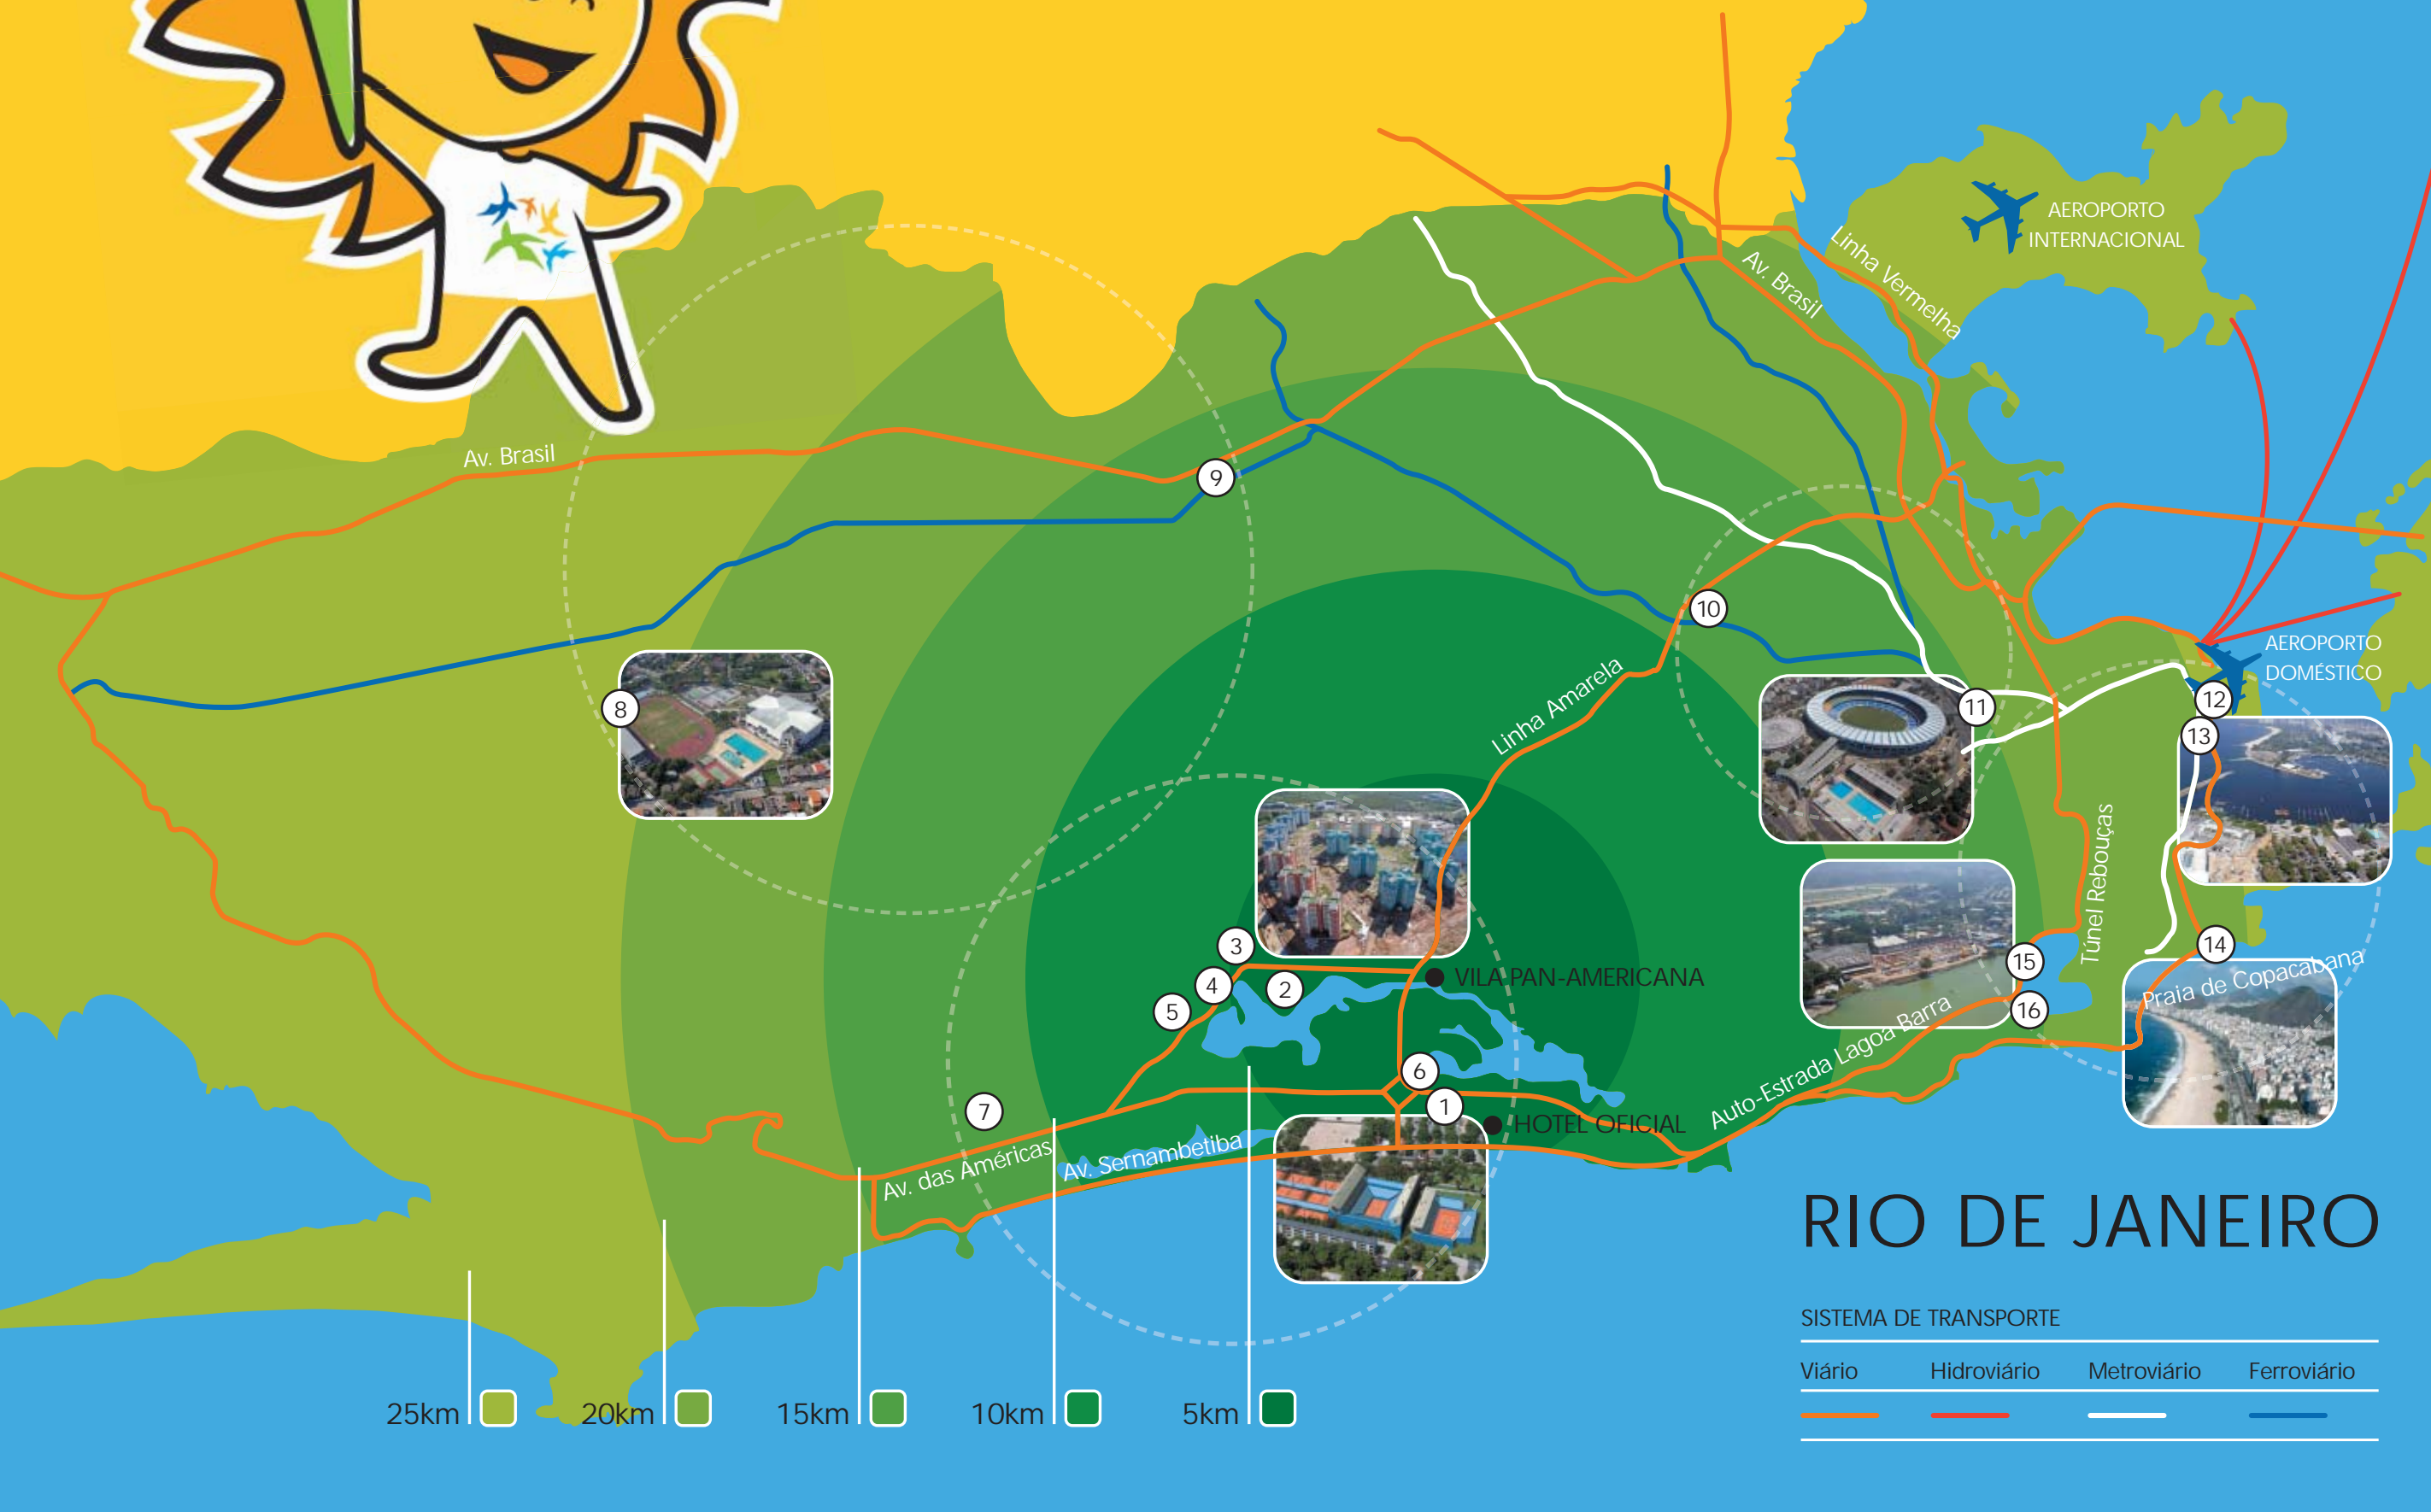 AEROPORTO
INTERNACIONAL
Linha Vermelha
Av. Brasil
Av. Brasil
9
10
AEROPORTO
DOMÉSTICO
Linha Amarela
8
11
12
13
Túnel Rebouças
3
14
15
4
2
VILA PAN-AMERICANA
Praia de Copacabana
5
16
Auto-Estrada Lagoa Barra
6
7
1
HOTEL OFICIAL
Av. das Américas
Av. Sernambetiba
RIO DE JANEIRO
SISTEMA DE TRANSPORTE
Viário Hidroviário Metroviário Ferroviário
25km 20km 15km 10km 5km